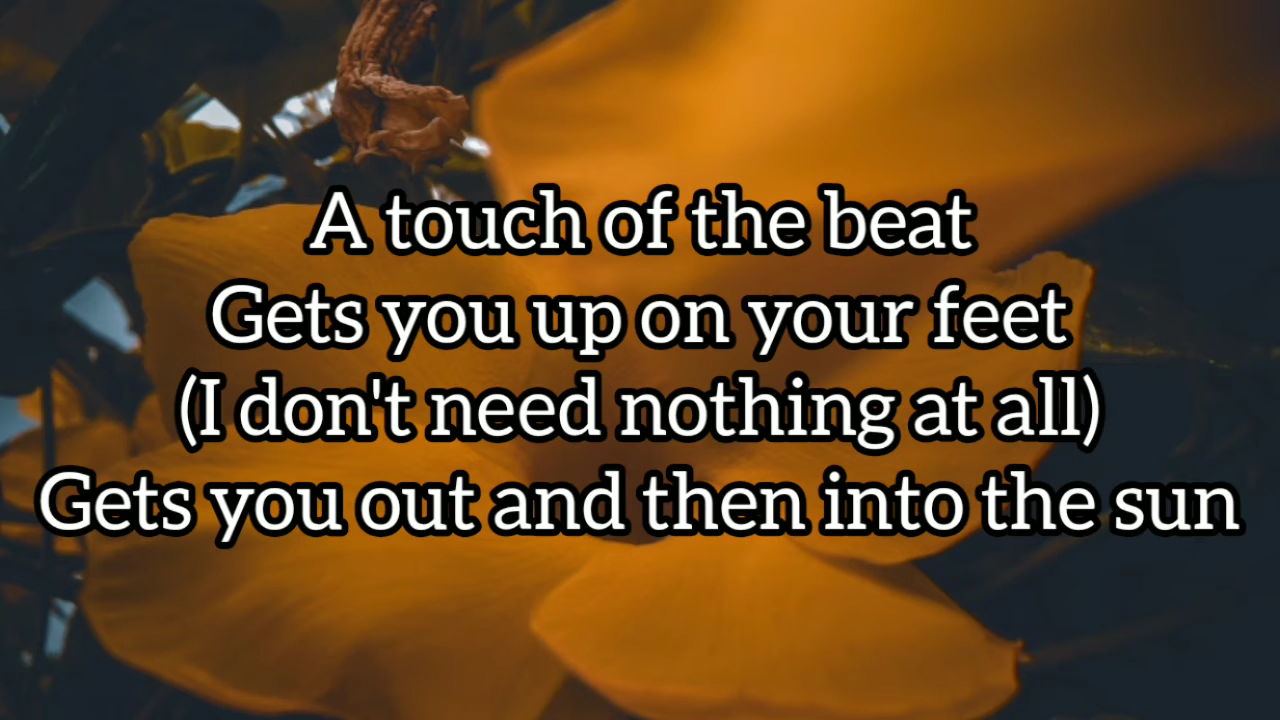 A touch of the beat
Gets you up on your feet
(I don't need nothing at all)
Gets you out and then into the sun